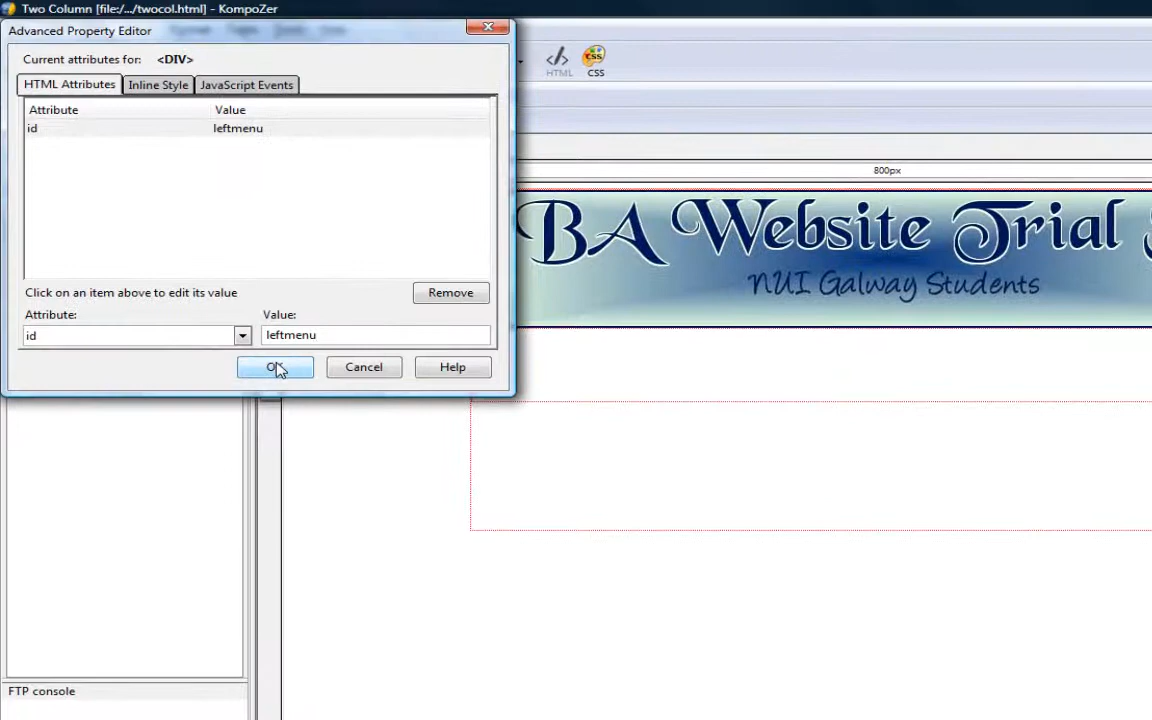 Two Column [file:/.../twocol.html] - KompoZer
Advanced Property Editor
Current attributes for: <DIV>
HTML Attributes Inline Style JavaScript Events
HTML CSS
Attribute Value
id leftmenu
800px
BA Website Trial
NUI Galway Students
Click on an item above to edit its value Remove
Attribute: Value:
id leftmenu
Cancel Help
FTP console